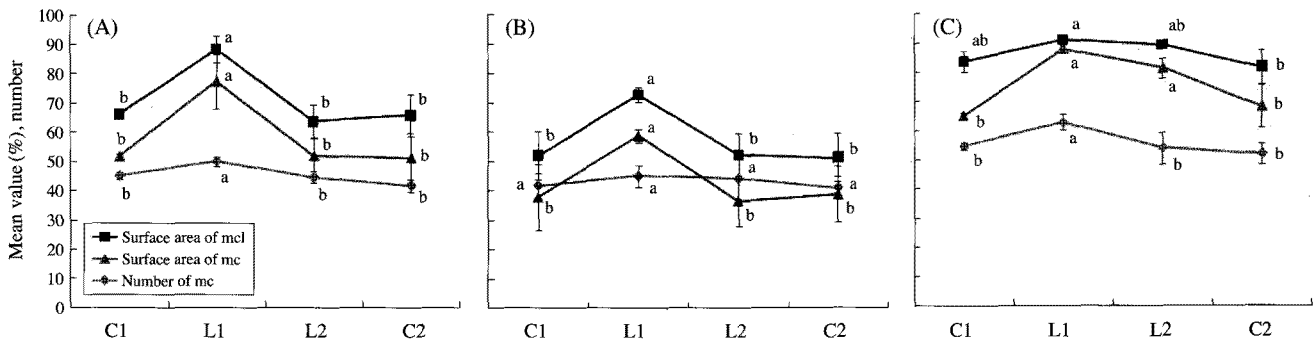 Mean value (%), number
100
90
80
70
60
50
40
30
20
10
0
(A)
b a b b
b a b b
b a b b
Surface area of mcl
Surface area of mc
Number of mc
C1 L1 L2 C2
(B)
b a b b
a a a a
b a b b
C1 L1 L2 C2
(C)
ab a ab b
b a a b
b a b b
C1 L1 L2 C2